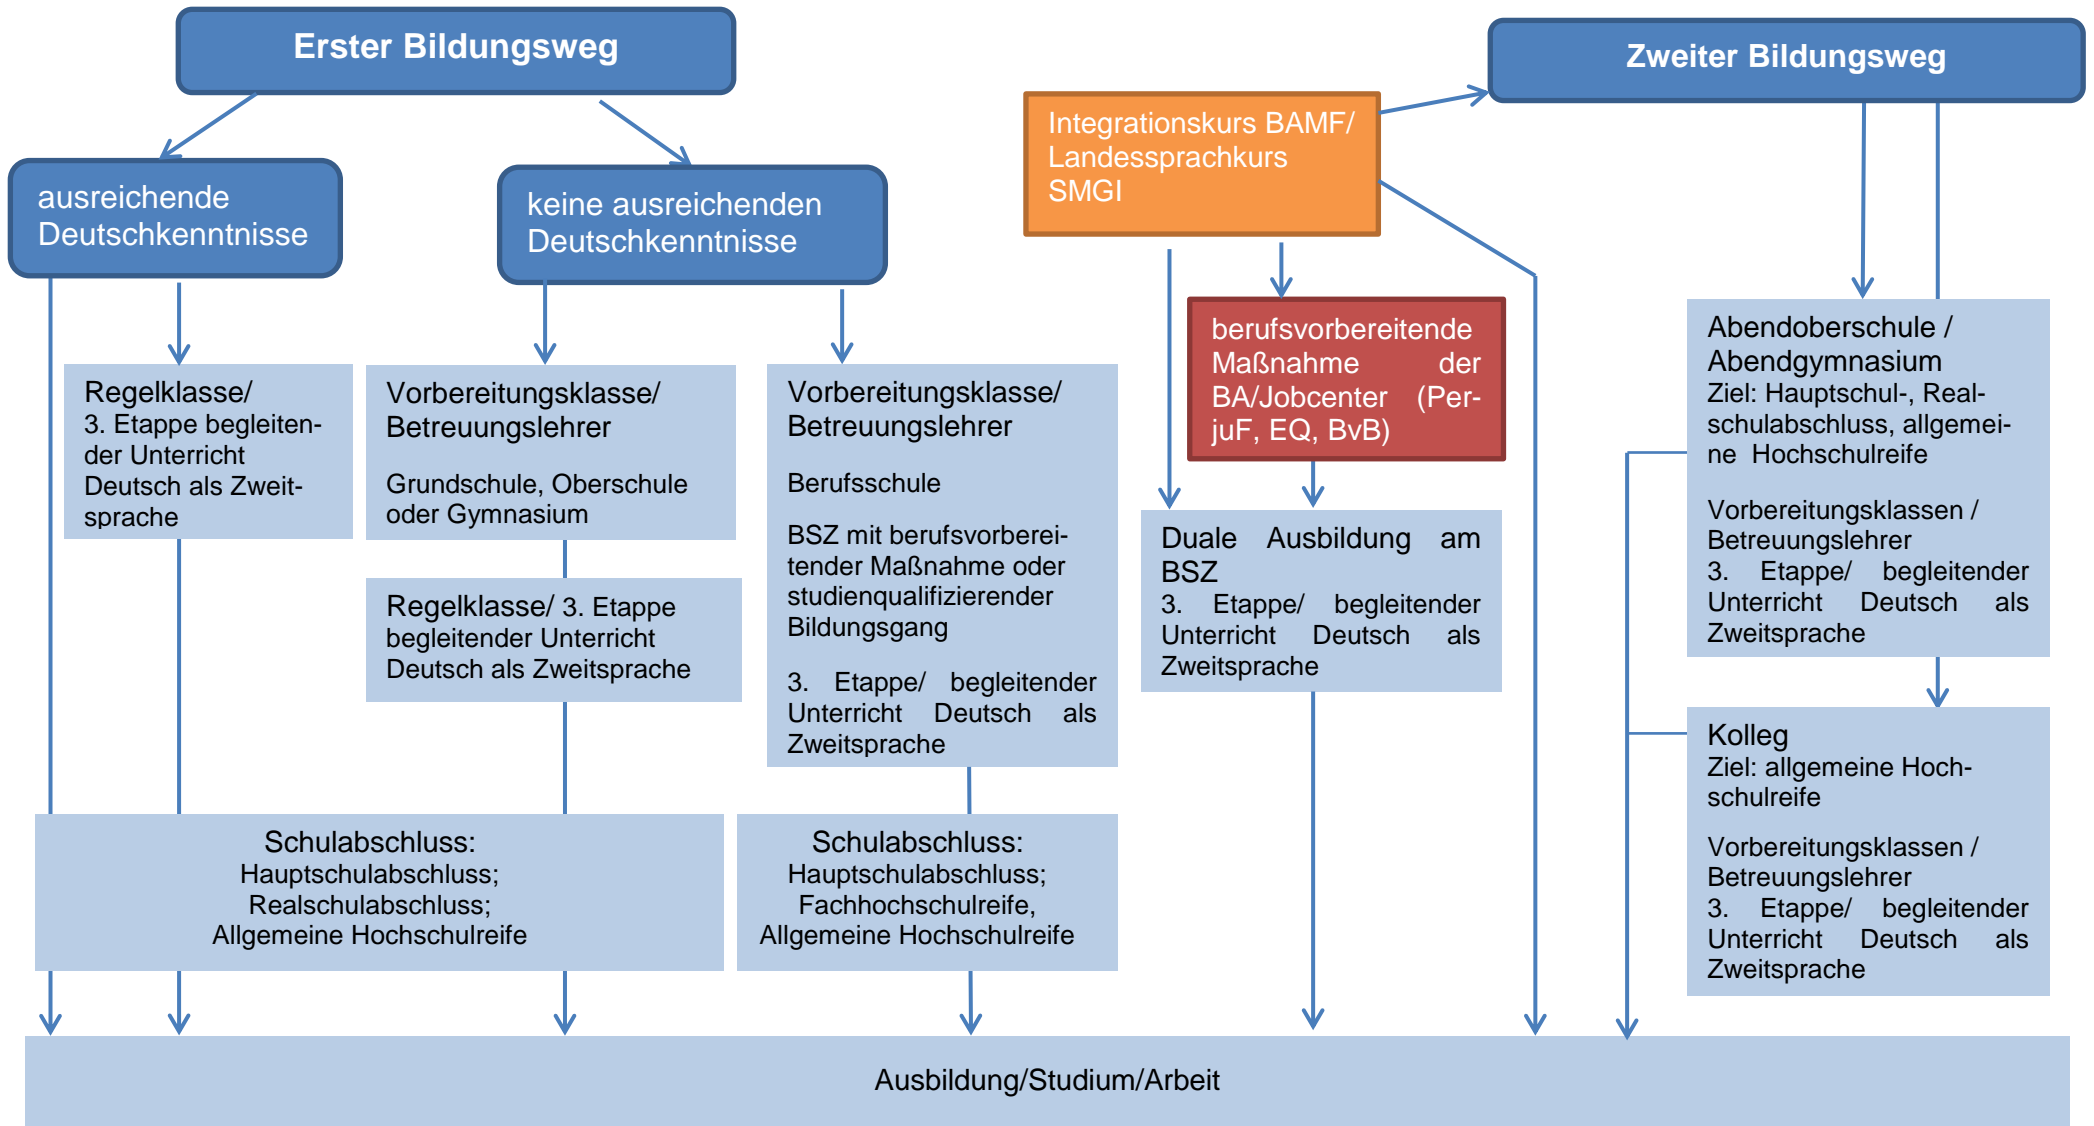 Erster Bildungsweg
Zweiter Bildungsweg
Integrationskurs BAMF/
Landessprachkurs
SMGI
ausreichende
Deutschkenntnisse
keine ausreichenden
Deutschkenntnisse
berufsvorbereitende
Maßnahme der
BA/Jobcenter (Per-
juF, EQ, BvB)
Abendoberschule /
Abendgymnasium
Ziel: Hauptschul-, Real-
schulabschluss, allgemei-
ne Hochschulreife
Vorbereitungsklassen /
Betreuungslehrer
3. Etappe/ begleitender
Unterricht Deutsch als
Zweitsprache
Regelklasse/
3. Etappe begleiten-
der Unterricht
Deutsch als Zweit-
sprache
Vorbereitungsklasse/
Betreuungslehrer
Grundschule, Oberschule
oder Gymnasium
Regelklasse/ 3. Etappe
begleitender Unterricht
Deutsch als Zweitsprache
Vorbereitungsklasse/
Betreuungslehrer
Berufsschule
BSZ mit berufsvorberei-
tender Maßnahme oder
studienqualifizierender
Bildungsgang
3. Etappe/ begleitender
Unterricht Deutsch als
Zweitsprache
Duale Ausbildung am
BSZ
3. Etappe/ begleitender
Unterricht Deutsch als
Zweitsprache
Kolleg
Ziel: allgemeine Hoch-
schulreife
Vorbereitungsklassen /
Betreuungslehrer
3. Etappe/ begleitender
Unterricht Deutsch als
Zweitsprache
Schulabschluss:
Hauptschulabschluss;
Realschulabschluss;
Allgemeine Hochschulreife
Schulabschluss:
Hauptschulabschluss;
Fachhochschulreife,
Allgemeine Hochschulreife
Ausbildung/Studium/Arbeit